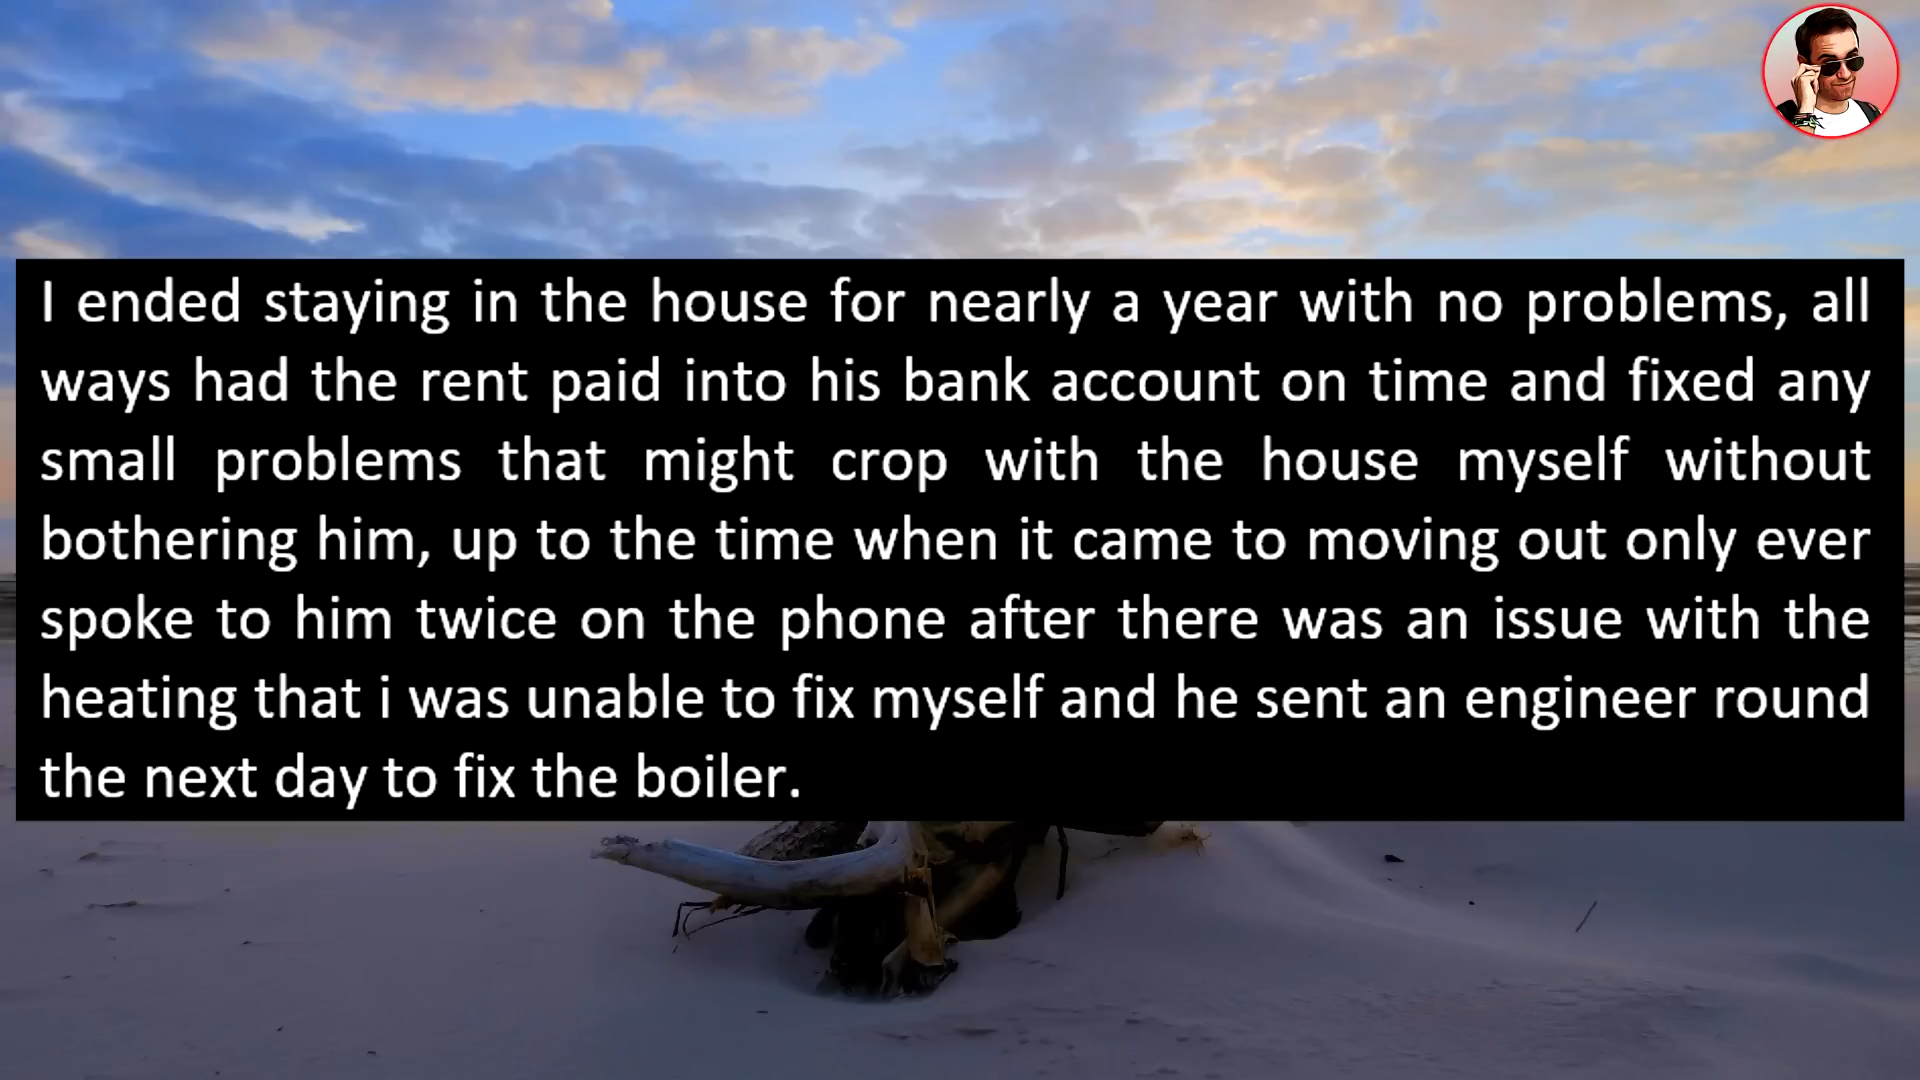 I ended staying in the house for nearly a year with no problems, all
ways had the rent paid into his bank account on time and fixed any
small problems that might crop with the house myself without
bothering him, up to the time when it came to moving out only ever
spoke to him twice on the phone after there was an issue with the
heating that i was unable to fix myself and he sent an engineer round
the next day to fix the boiler.